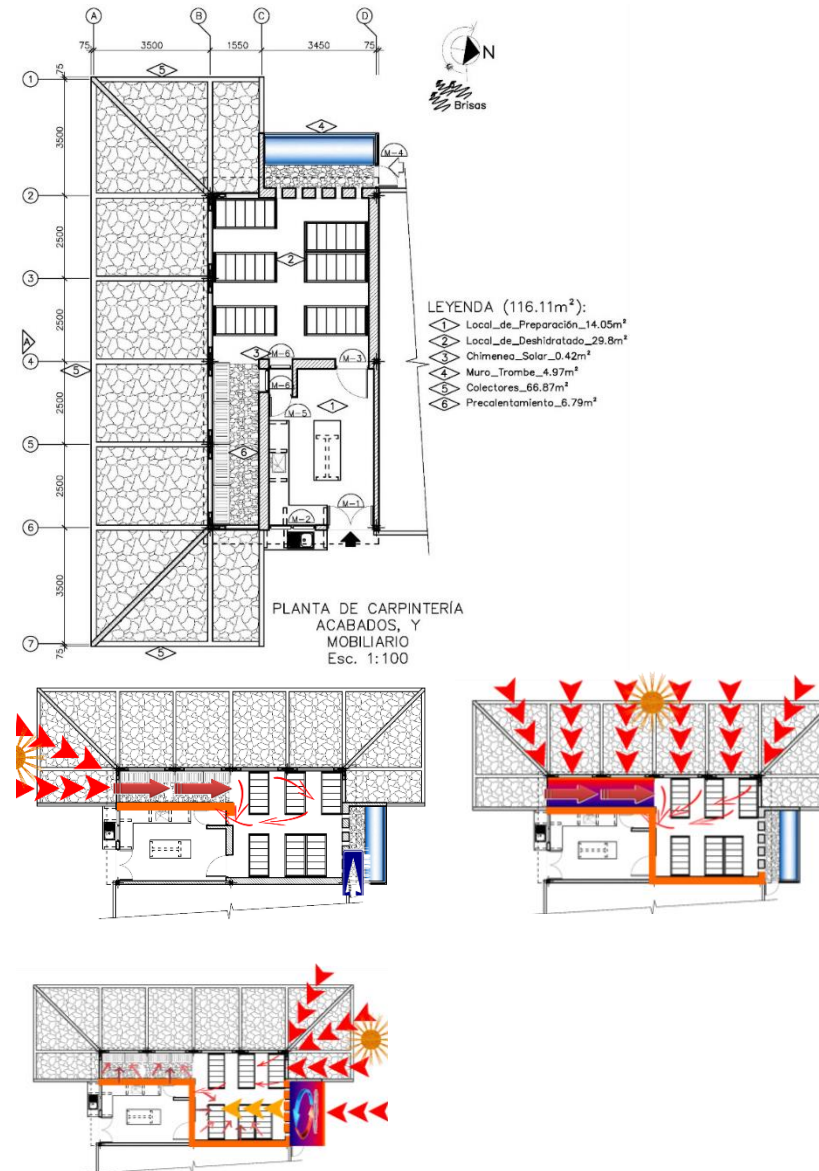 A
B
C
D
75
3500
1550
3450
75
N
Brisas
5
75
1
4
M-4
3500
2
2500
2
3
2500
LEYENDA (116.11m²):
1 Local_de_Preparación_14.05m²
2 Local_de_Deshidratado_29.8m²
3 Chimenea_Solar_0.42m²
4 Muro_Trombe_4.97m²
5 Colectores_66.87m²
6 Precalentamiento_6.79m²
A
3
M-6
M-3
4
5
M-6
1
2500
M-5
5
6
2500
M-1
M-2
6
3500
PLANTA DE CARPINTERÍA
ACABADOS, Y
MOBILIARIO
Esc. 1:100
7
75
5